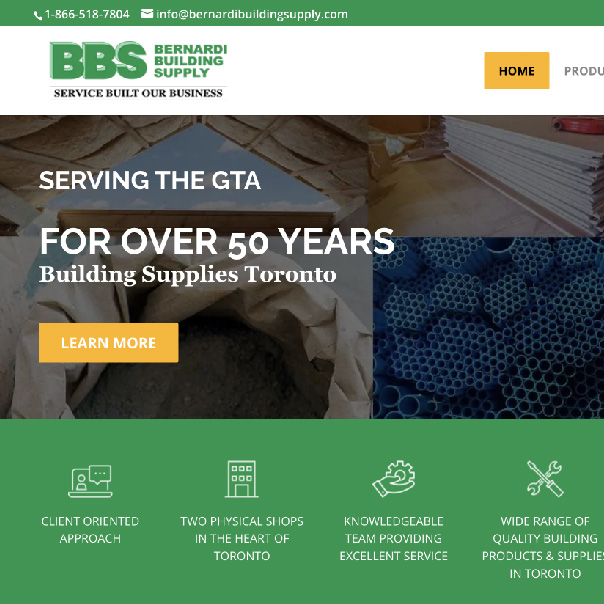 1-866-518-7804 info@bernardibuildingsupply.com
BBS BERNARDI
BUILDING
SUPPLY
SERVICE BUILT OUR BUSINESS
HOME PRODU
SERVING THE GTA
FOR OVER 50 YEARS
Building Supplies Toronto
LEARN MORE
CLIENT ORIENTED
APPROACH
TWO PHYSICAL SHOPS
IN THE HEART OF
TORONTO
KNOWLEDGEABLE
TEAM PROVIDING
EXCELLENT SERVICE
WIDE RANGE OF
QUALITY BUILDING
PRODUCTS & SUPPLIES
IN TORONTO